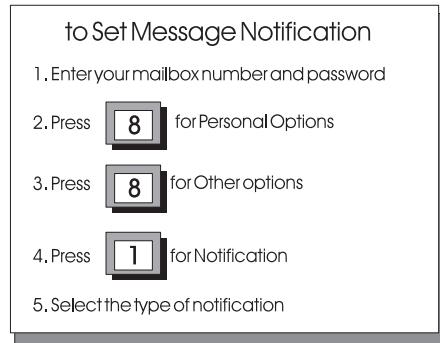 to Set Message Notification
1. Enter your mailbox number and password
2. Press 8 for Personal Options
3. Press 8 for Other options
4. Press 1 for Notification
5. Select the type of notification